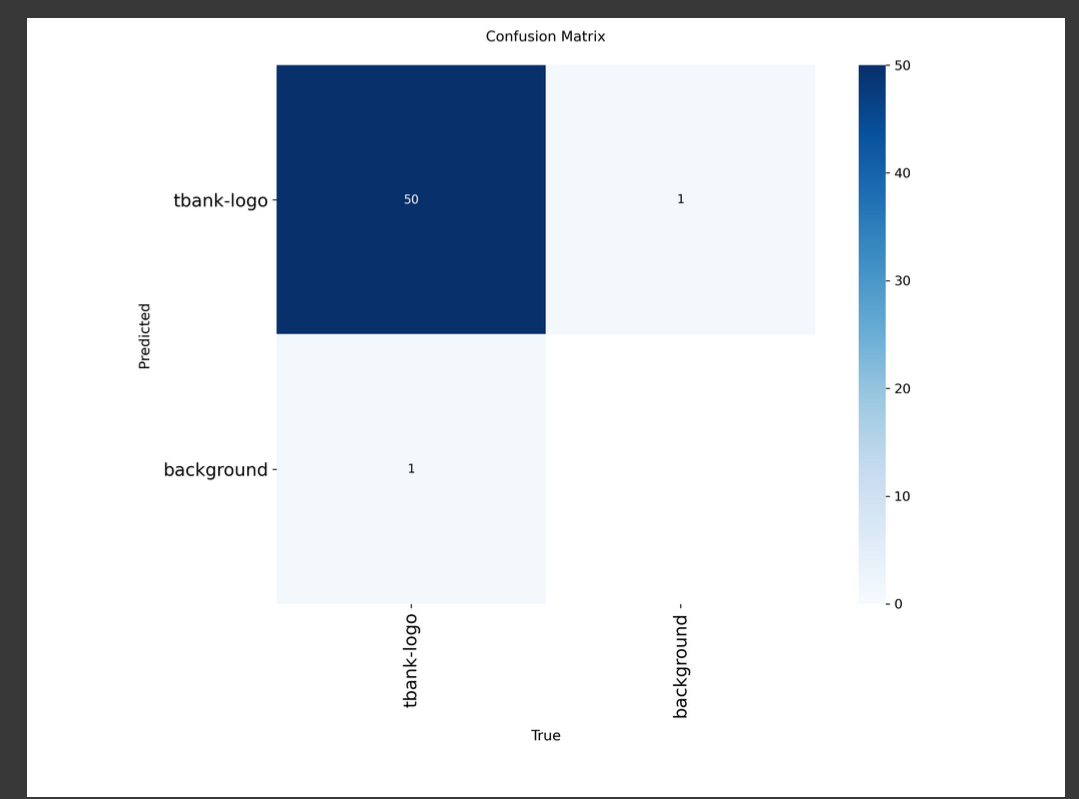 Confusion Matrix
50
40
30
20
10
0
tbank-logo
50
1
Predicted
background
1
tbank-logo
background
True